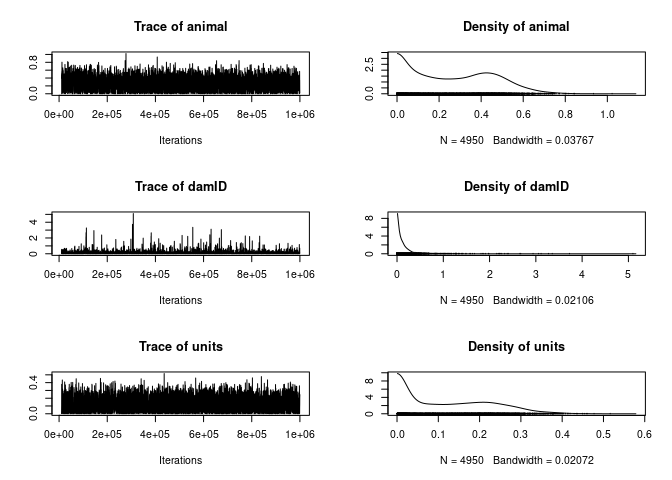 Trace of animal
0.0 0.8
0e+00 2e+05 4e+05 6e+05 8e+05 1e+06
Iterations
Density of animal
0.0 2.5
0.0 0.2 0.4 0.6 0.8 1.0
N = 4950 Bandwidth = 0.03767
Trace of damID
0 2 4
0e+00 2e+05 4e+05 6e+05 8e+05 1e+06
Iterations
Density of damID
0 4 8
0 1 2 3 4 5
N = 4950 Bandwidth = 0.02106
Trace of units
0.0 0.4
0e+00 2e+05 4e+05 6e+05 8e+05 1e+06
Iterations
Density of units
0 4 8
0.0 0.1 0.2 0.3 0.4 0.5 0.6
N = 4950 Bandwidth = 0.02072